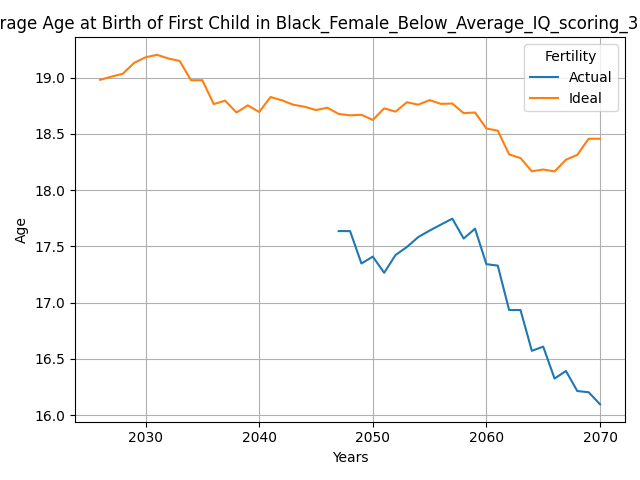 rage Age at Birth of First Child in Black_Female_Below_Average_IQ_scoring_3
Fertility
Actual
Ideal
19.0
18.5
18.0
17.5
17.0
16.5
16.0
Age
2030 2040 2050 2060 2070
Years